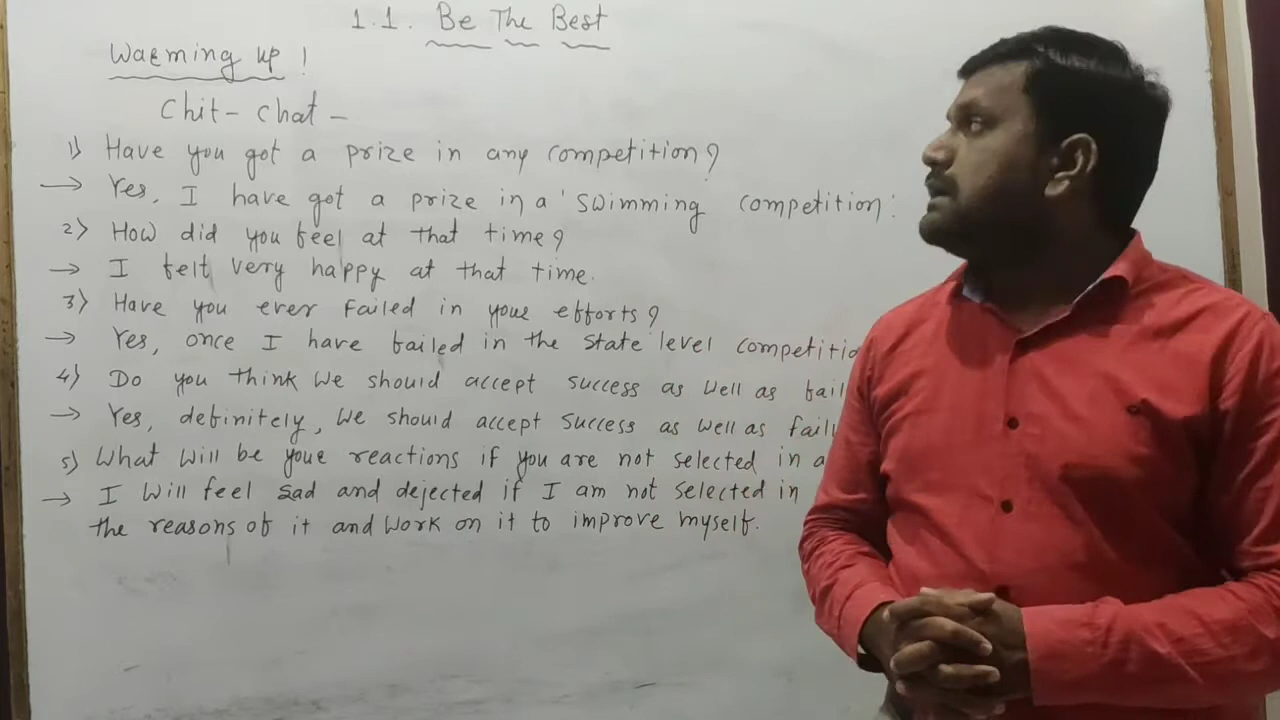 1.1. Be The Best
Warming up !
Chit - Chat -
1) Have you got a prize in any competition?
→ Yes, I have got a prize in a 'swimming competition.
2) How did you feel at that time?
→ I felt very happy at that time.
3) Have you ever failed in your efforts?
→ Yes, once I have failed in the state level
4) Do you think we should accept success as well as
→ Yes, definitely, we should accept success as well as
5) What will be your reactions if you are not selected in a
→ I will feel sad and dejected if I am not selected in
the reasons of it and work on it to improve myself.